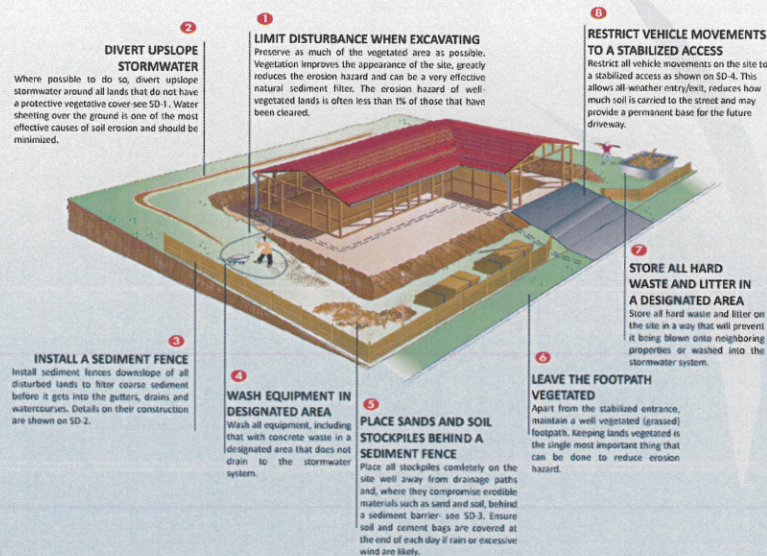 1
LIMIT DISTURBANCE WHEN EXCAVATING
Preserve as much of the vegetated area as possible.
Vegetation improves the appearance of the site, greatly
reduces the erosion hazard and can be a very effective
natural sediment filter. The erosion hazard of well-
vegetated lands is often less than 1% of those that have
been cleared.
2
DIVERT UPSLOPE
STORMWATER
Where possible to do so, divert upslope
stormwater around all lands that do not have
a protective vegetative cover-see SD-1. Water
sheeting over the ground is one of the most
effective causes of soil erosion and should be
minimized.
3
INSTALL A SEDIMENT FENCE
Install sediment fences downslope of all
disturbed lands to filter coarse sediment
before it gets into the gutters, drains and
watercourses. Details on their construction
are shown on SD-2.
4
WASH EQUIPMENT IN
DESIGNATED AREA
Wash all equipment, including
that with concrete waste in a
designated area that does not
drain to the stormwater
system.
5
PLACE SANDS AND SOIL
STOCKPILES BEHIND A
SEDIMENT FENCE
Place all stockpiles comletely on the
site well away from drainage paths
and, where they compromise erodible
materials such as sand and soil, behind
a sediment barrier- see SD-3. Ensure
soil and cement bags are covered at
the end of each day if rain or excessive
wind are likely.
6
LEAVE THE FOOTPATH
VEGETATED
Apart from the stabilized entrance,
maintain a well vegetated (grassed)
footpath. Keeping lands vegetated is
the single most important thing that
can be done to reduce erosion
hazard.
7
STORE ALL HARD
WASTE AND LITTER IN
A DESIGNATED AREA
Store all hard waste and litter on
the site in a way that will prevent
it being blown onto neighboring
properties or washed into the
stormwater system.
8
RESTRICT VEHICLE MOVEMENTS
TO A STABILIZED ACCESS
Restrict all vehicle movements on the site to
a stabilized access as shown on SD-4. This
allows all-weather entry/exit, reduces how
much soil is carried to the street and may
provide a permanent base for the future
driveway.